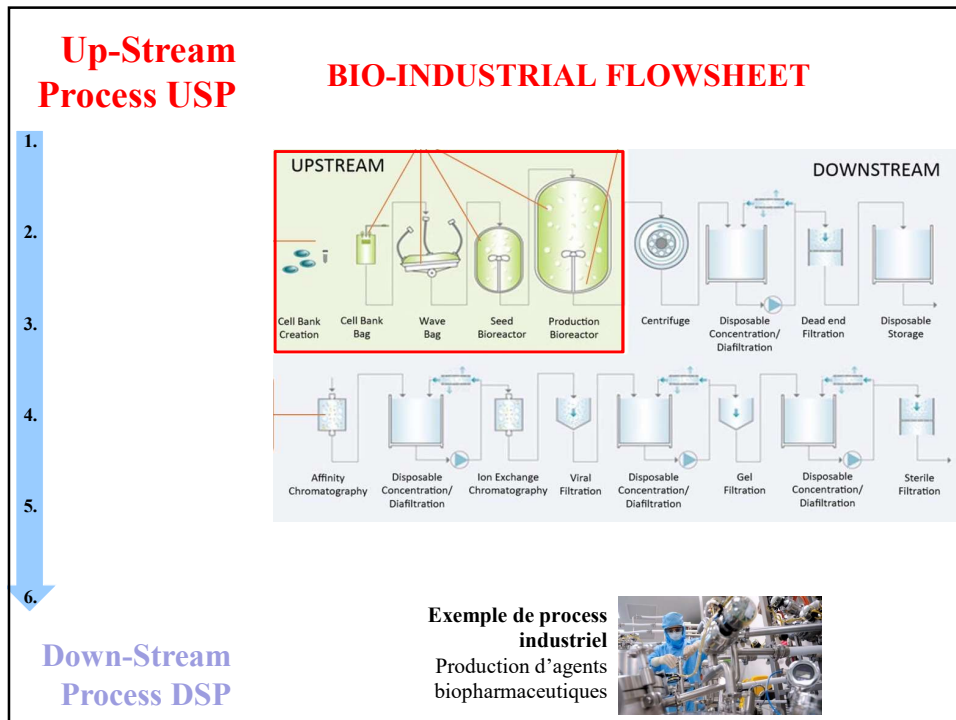 Up-Stream
Process USP
BIO-INDUSTRIAL FLOWSHEET
1.
2.
3.
4.
5.
6.
UPSTREAM
DOWNSTREAM
Cell Bank
Creation
Cell Bank
Bag
Wave
Bag
Seed
Bioreactor
Production
Bioreactor
Centrifuge
Disposable
Concentration/
Diafiltration
Dead end
Filtration
Disposable
Storage
Affinity
Chromatography
Disposable
Concentration/
Diafiltration
Ion Exchange
Chromatography
Viral
Filtration
Disposable
Concentration/
Diafiltration
Gel
Filtration
Disposable
Concentration/
Diafiltration
Sterile
Filtration
Down-Stream
Process DSP
Exemple de process
industriel
Production d’agents
biopharmaceutiques